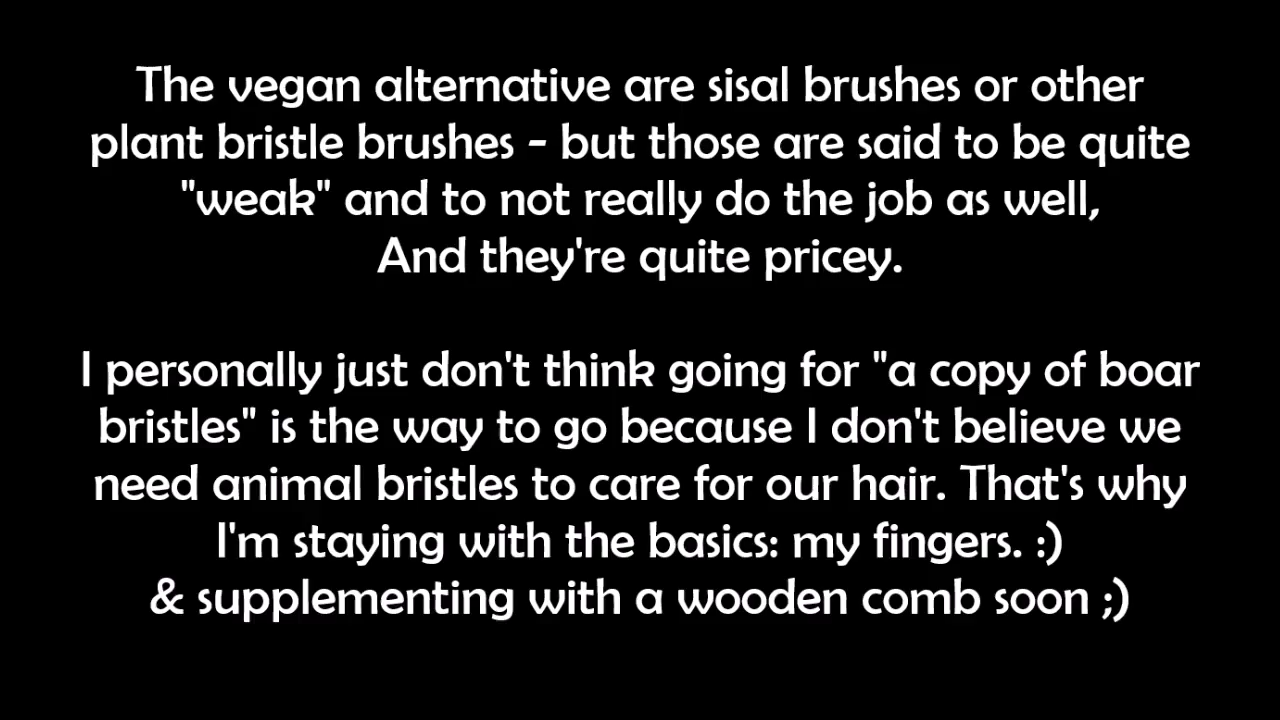 The vegan alternative are sisal brushes or other
plant bristle brushes - but those are said to be quite
"weak" and to not really do the job as well,
And they're quite pricey.
I personally just don't think going for "a copy of boar
bristles" is the way to go because I don't believe we
need animal bristles to care for our hair. That's why
I'm staying with the basics: my fingers. :)
& supplementing with a wooden comb soon ;)